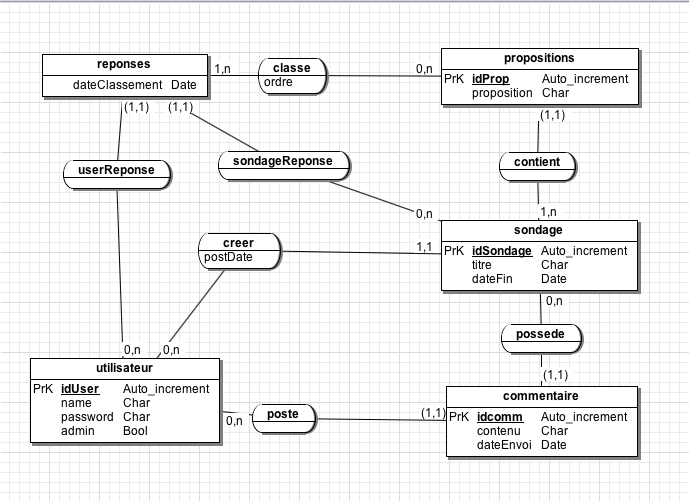 reponses
dateClassement Date
1,n
classe
ordre
0,n
propositions
PrK idProp Auto_increment
proposition Char
(1,1)
(1,1)
(1,1)
userReponse
sondageReponse
contient
0,n
1,n
sondage
PrK idSondage Auto_increment
titre Char
dateFin Date
creer
postDate
1,1
0,n
possede
0,n
0,n
utilisateur
PrK idUser Auto_increment
name Char
password Char
admin Bool
(1,1)
commentaire
PrK idcomm Auto_increment
contenu Char
dateEnvoi Date
0,n
poste
(1,1)